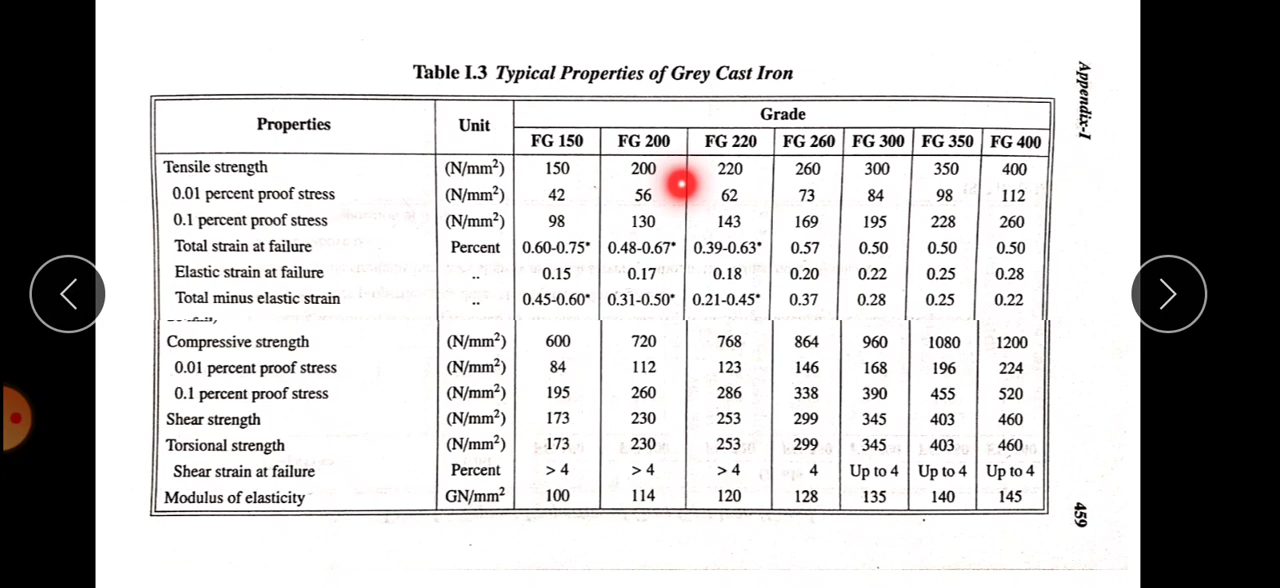 Table I.3 Typical Properties of Grey Cast Iron
Appendix-I
Properties Unit Grade
FG 150 FG 200 FG 220 FG 260 FG 300 FG 350 FG 400
Tensile strength (N/mm²) 150 200 220 260 300 350 400
0.01 percent proof stress (N/mm²) 42 56 62 73 84 98 112
0.1 percent proof stress (N/mm²) 98 130 143 169 195 228 260
Total strain at failure Percent 0.60-0.75* 0.48-0.67* 0.39-0.63* 0.57 0.50 0.50 0.50
Elastic strain at failure ,, 0.15 0.17 0.18 0.20 0.22 0.25 0.28
Total minus elastic strain ,, 0.45-0.60* 0.31-0.50* 0.21-0.45* 0.37 0.28 0.25 0.22
Compressive strength (N/mm²) 600 720 768 864 960 1080 1200
0.01 percent proof stress (N/mm²) 84 112 123 146 168 196 224
0.1 percent proof stress (N/mm²) 195 260 286 338 390 455 520
Shear strength (N/mm²) 173 230 253 299 345 403 460
Torsional strength (N/mm²) 173 230 253 299 345 403 460
Shear strain at failure Percent > 4 > 4 > 4 4 Up to 4 Up to 4 Up to 4
Modulus of elasticity GN/mm² 100 114 120 128 135 140 145
459